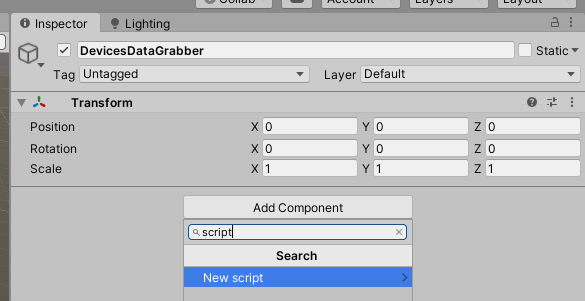 Collab Account Layers Layout
Inspector Lighting
DevicesDataGrabber Static
Tag Untagged Layer Default
Transform
Position X 0 Y 0 Z 0
Rotation X 0 Y 0 Z 0
Scale X 1 Y 1 Z 1
Add Component
script
Search
New script